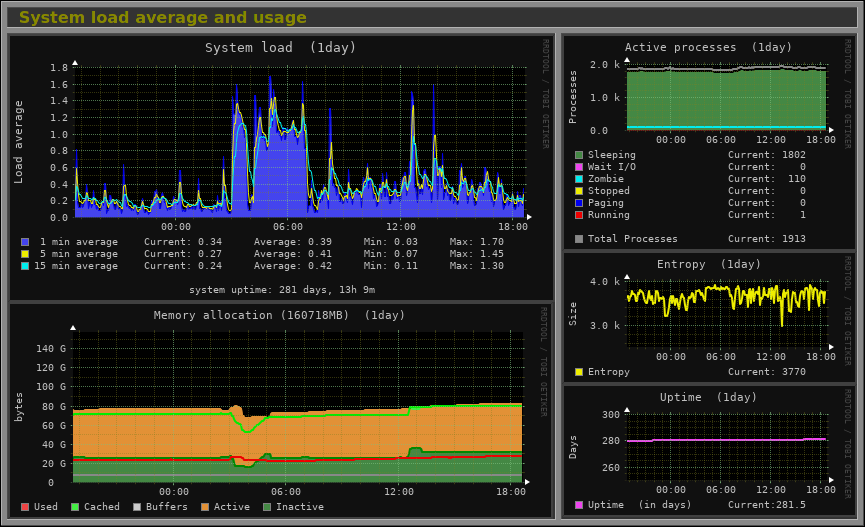 System load average and usage
System load (1day)
RRDTOOL / TOBI OETIKER
Load average
1.8
1.6
1.4
1.2
1.0
0.8
0.6
0.4
0.2
0.0
00:00 06:00 12:00 18:00
1 min average Current: 0.34 Average: 0.39 Min: 0.03 Max: 1.70
5 min average Current: 0.27 Average: 0.41 Min: 0.07 Max: 1.45
15 min average Current: 0.24 Average: 0.42 Min: 0.11 Max: 1.30
system uptime: 281 days, 13h 9m
Memory allocation (160718MB) (1day)
RRDTOOL / TOBI OETIKER
bytes
140 G
120 G
100 G
80 G
60 G
40 G
20 G
0
00:00 06:00 12:00 18:00
Used Cached Buffers Active Inactive
Active processes (1day)
RRDTOOL / TOBI OETIKER
Processes
2.0 k
1.0 k
0.0
00:00 06:00 12:00 18:00
Sleeping Current: 1802
Wait I/O Current: 0
Zombie Current: 110
Stopped Current: 0
Paging Current: 0
Running Current: 1
Total Processes Current: 1913
Entropy (1day)
RRDTOOL / TOBI OETIKER
Size
4.0 k
3.0 k
00:00 06:00 12:00 18:00
Entropy Current: 3770
Uptime (1day)
RRDTOOL / TOBI OETIKER
Days
300
280
260
00:00 06:00 12:00 18:00
Uptime (in days) Current:281.5